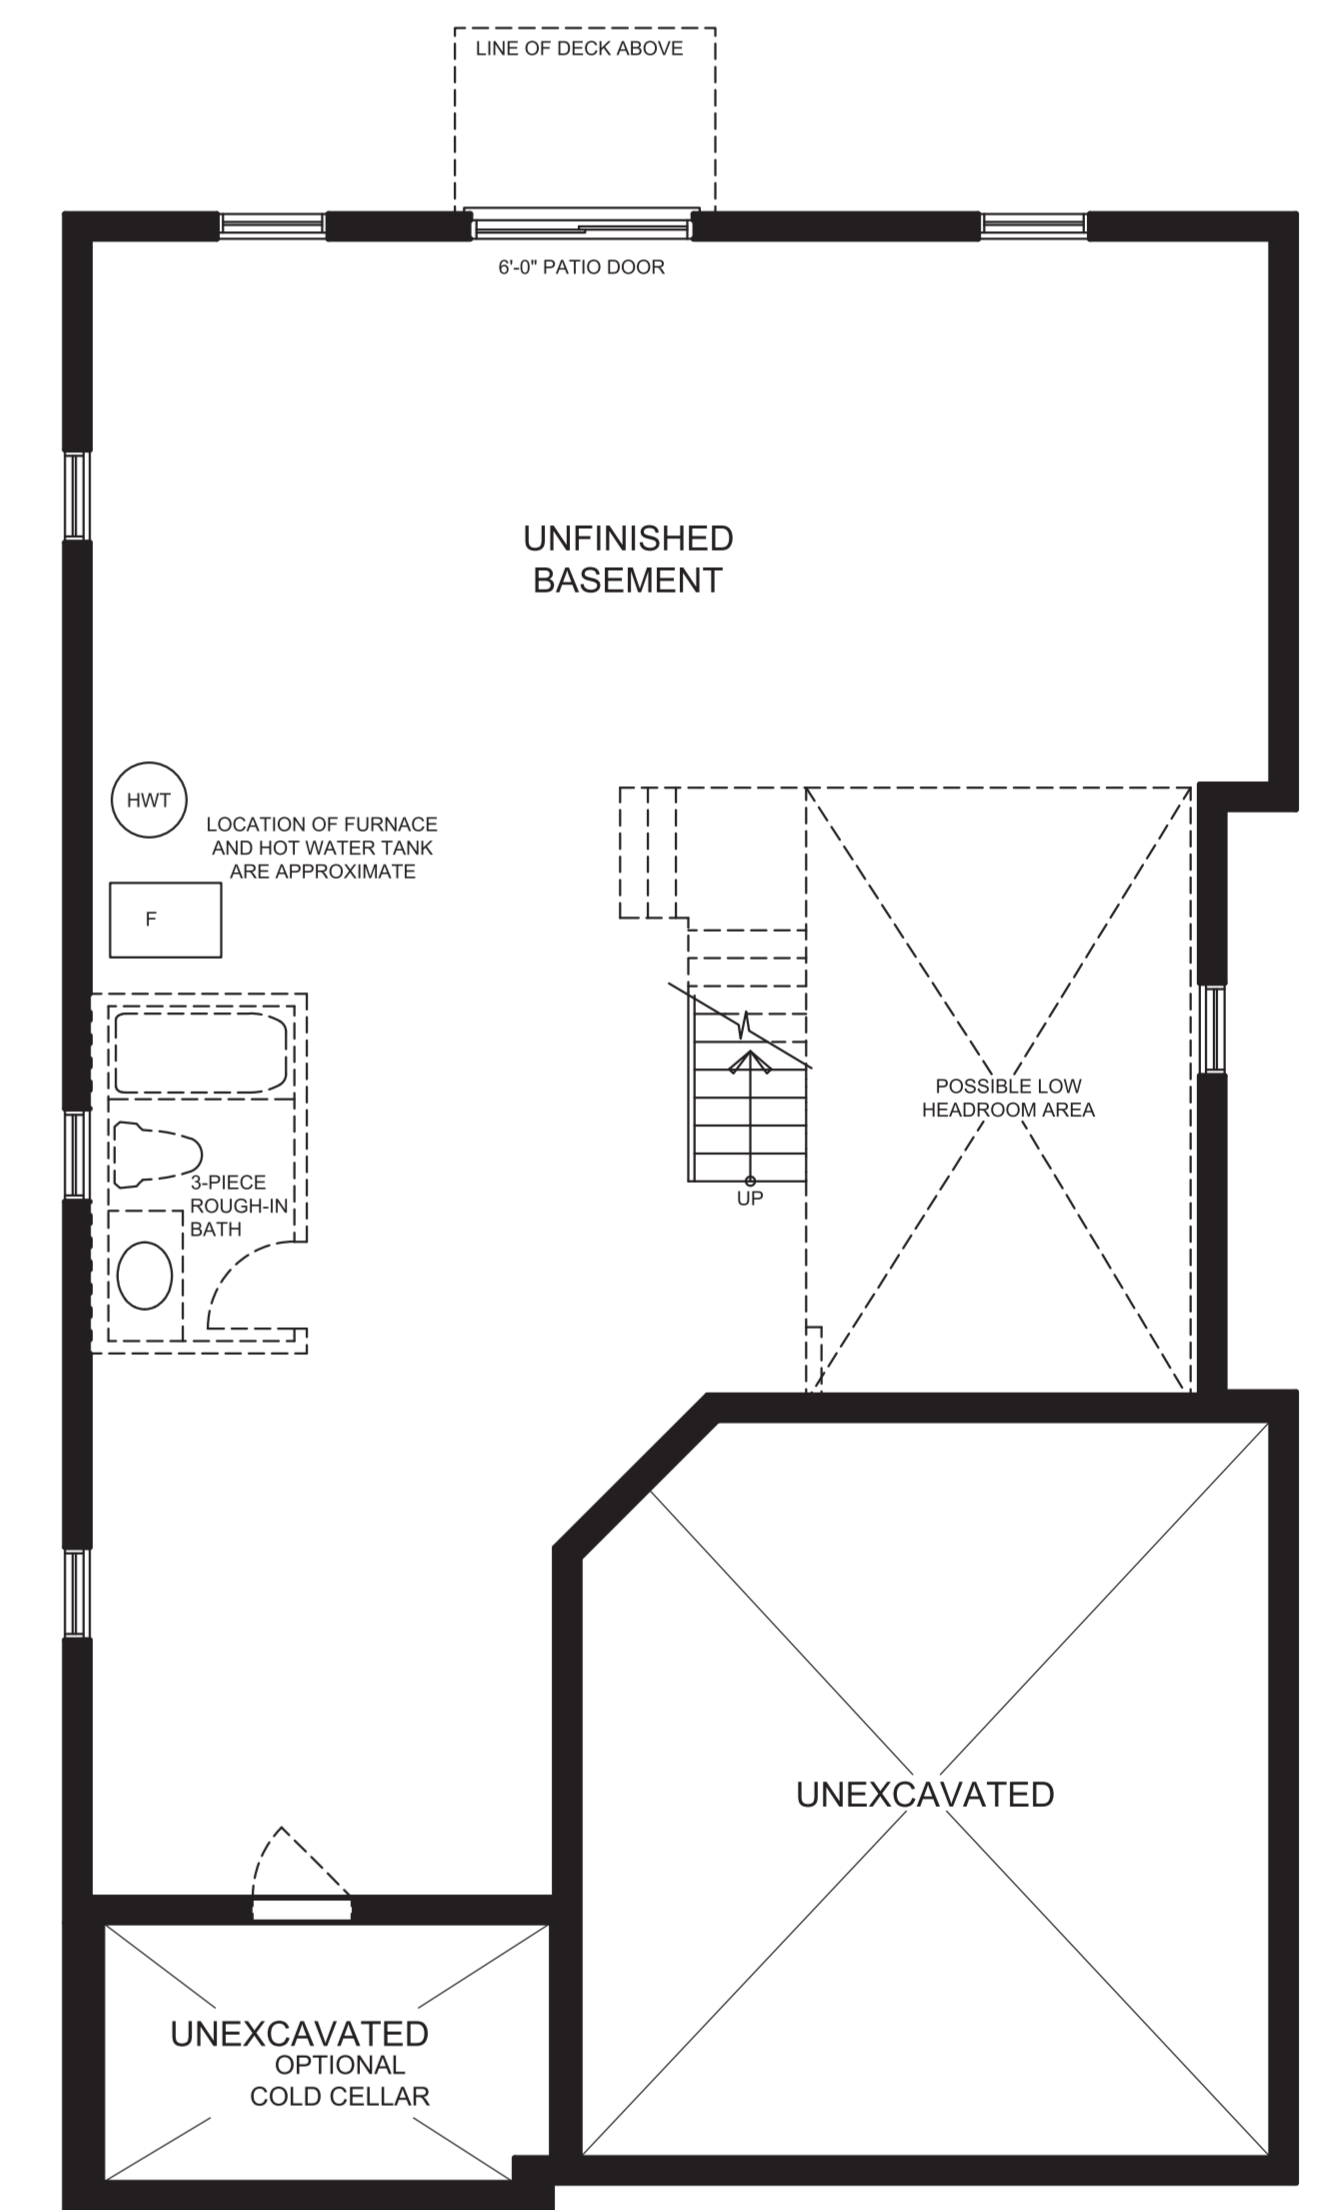 LINE OF DECK ABOVE
6'-0" PATIO DOOR
UNFINISHED
BASEMENT
HWT
LOCATION OF FURNACE
AND HOT WATER TANK
ARE APPROXIMATE
F
POSSIBLE LOW
HEADROOM AREA
3-PIECE
ROUGH-IN
BATH
UP
UNEXCAVATED
UNEXCAVATED
OPTIONAL
COLD CELLAR